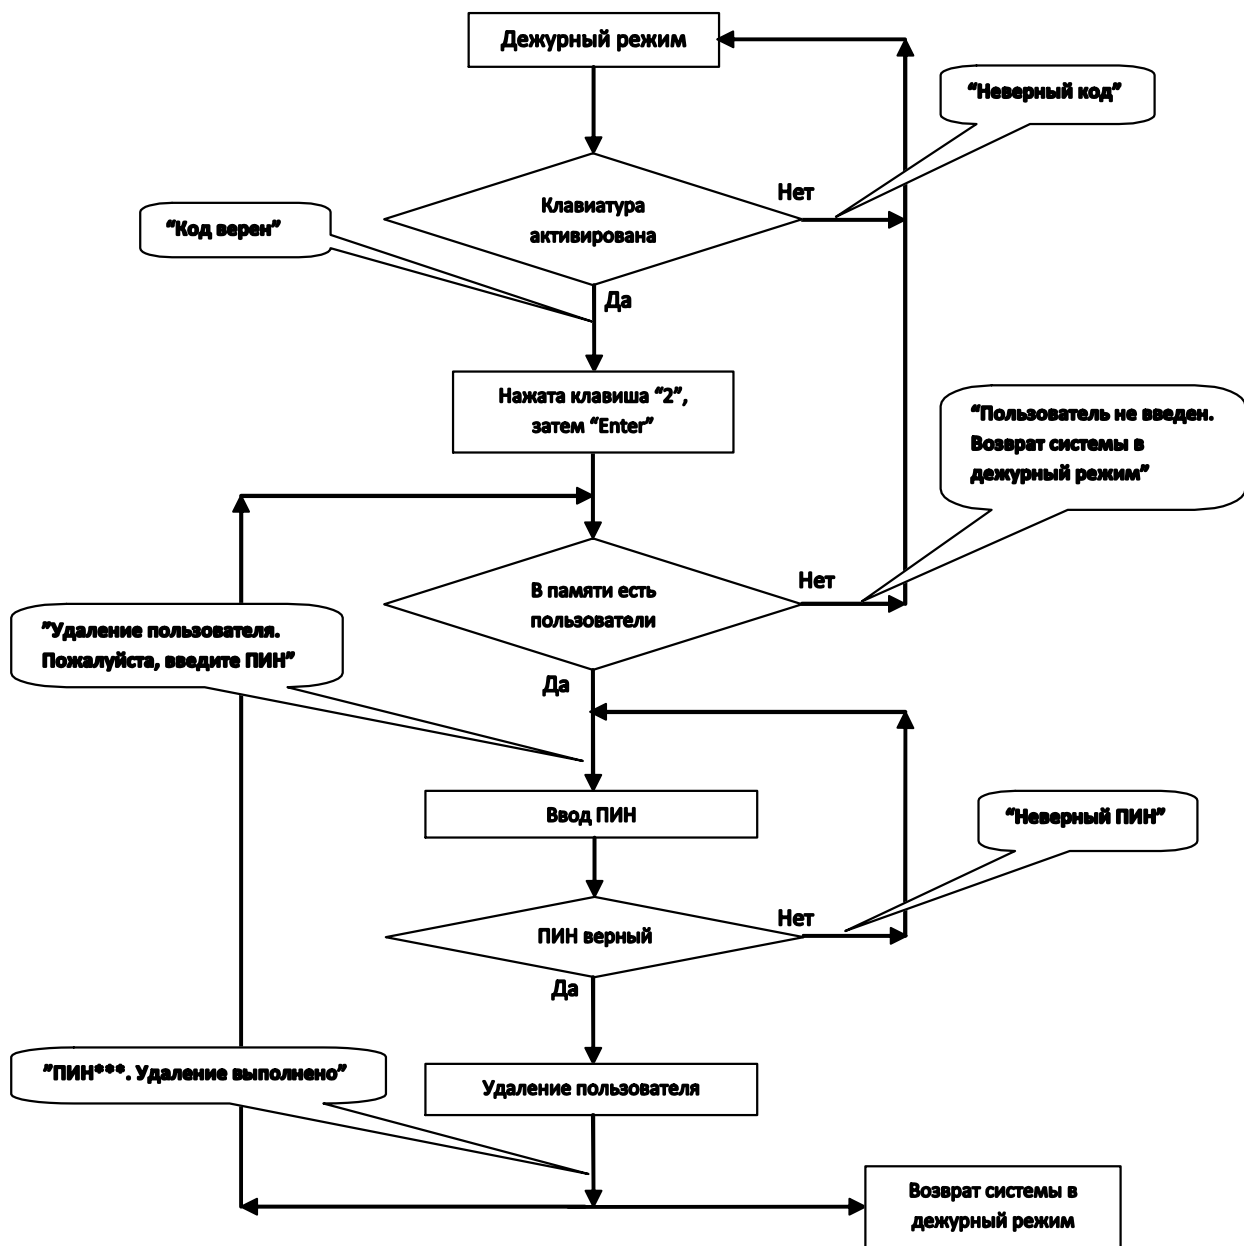 Дежурный режим
“Неверный код”
Нет
Клавиатура
активирована
“Код верен”
Да
Нажата клавиша “2”,
затем “Enter”
“Пользователь не введен.
Возврат системы в
дежурный режим”
Нет
В памяти есть
пользователи
”Удаление пользователя.
Пожалуйста, введите ПИН”
Да
Ввод ПИН
“Неверный ПИН”
Нет
ПИН верный
Да
”ПИН***. Удаление выполнено”
Удаление пользователя
Возврат системы в
дежурный режим